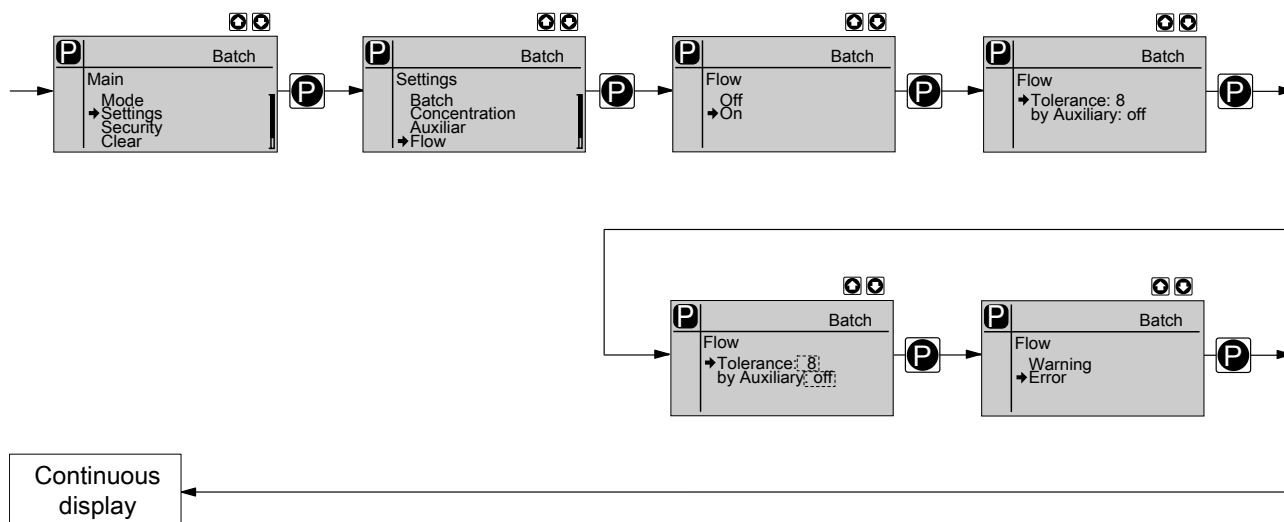 P Batch
Main
Mode
➔Settings
Security
Clear
P
P Batch
Settings
Batch
Concentration
Auxiliar
➔Flow
P
P Batch
Flow
Off
➔On
P
P Batch
Flow
➔Tolerance: 8
by Auxiliary: off
P
P Batch
Flow
➔Tolerance: 8
by Auxiliary: off
P
P Batch
Flow
Warning
➔Error
P
Continuous
display